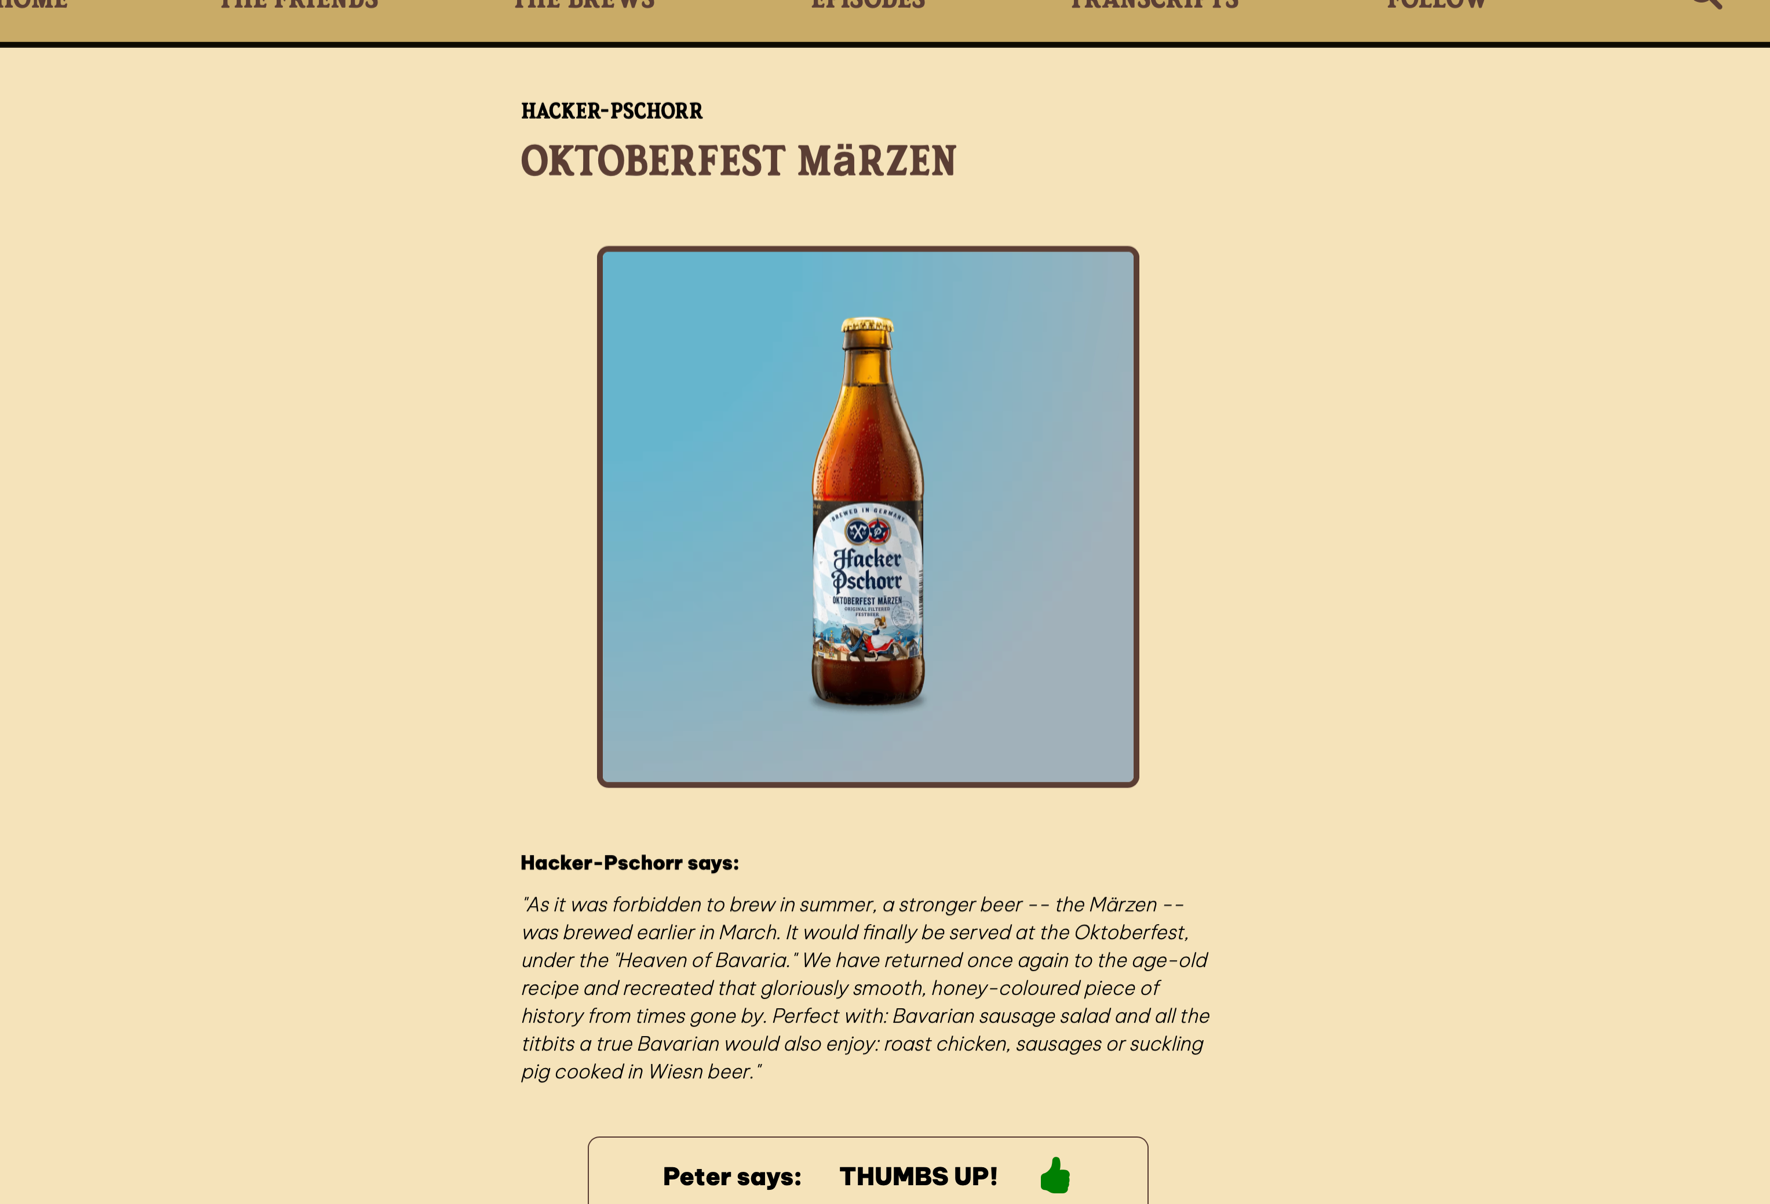 HOME THE FRIENDS THE BREWS EPISODES TRANSCRIPTS FOLLOW
HACKER-PSCHORR
OKTOBERFEST MäRZEN
BREWED IN GERMANY
Hacker
Pschorr
OKTOBERFEST MÄRZEN
ORIGINAL FILTERED
FESTBIER
Hacker-Pschorr says:
"As it was forbidden to brew in summer, a stronger beer -- the Märzen --
was brewed earlier in March. It would finally be served at the Oktoberfest,
under the "Heaven of Bavaria." We have returned once again to the age-old
recipe and recreated that gloriously smooth, honey-coloured piece of
history from times gone by. Perfect with: Bavarian sausage salad and all the
titbits a true Bavarian would also enjoy: roast chicken, sausages or suckling
pig cooked in Wiesn beer."
Peter says: THUMBS UP!